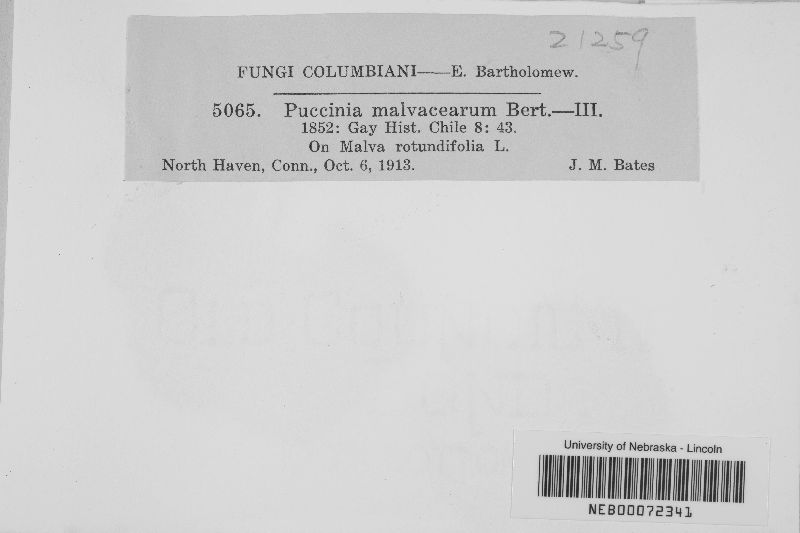 21259
FUNGI COLUMBIANI——E. Bartholomew.
5065. Puccinia malvacearum Bert.—III.
1852: Gay Hist. Chile 8: 43.
On Malva rotundifolia L.
North Haven, Conn., Oct. 6, 1913. J. M. Bates
University of Nebraska - Lincoln
NEB00072341